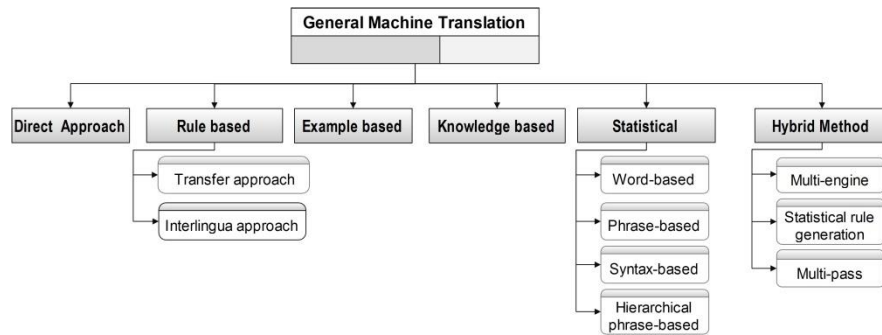 General Machine Translation
Direct Approach
Rule based
Example based
Knowledge based
Statistical
Hybrid Method
Transfer approach
Interlingua approach
Word-based
Phrase-based
Syntax-based
Hierarchical
phrase-based
Multi-engine
Statistical rule
generation
Multi-pass